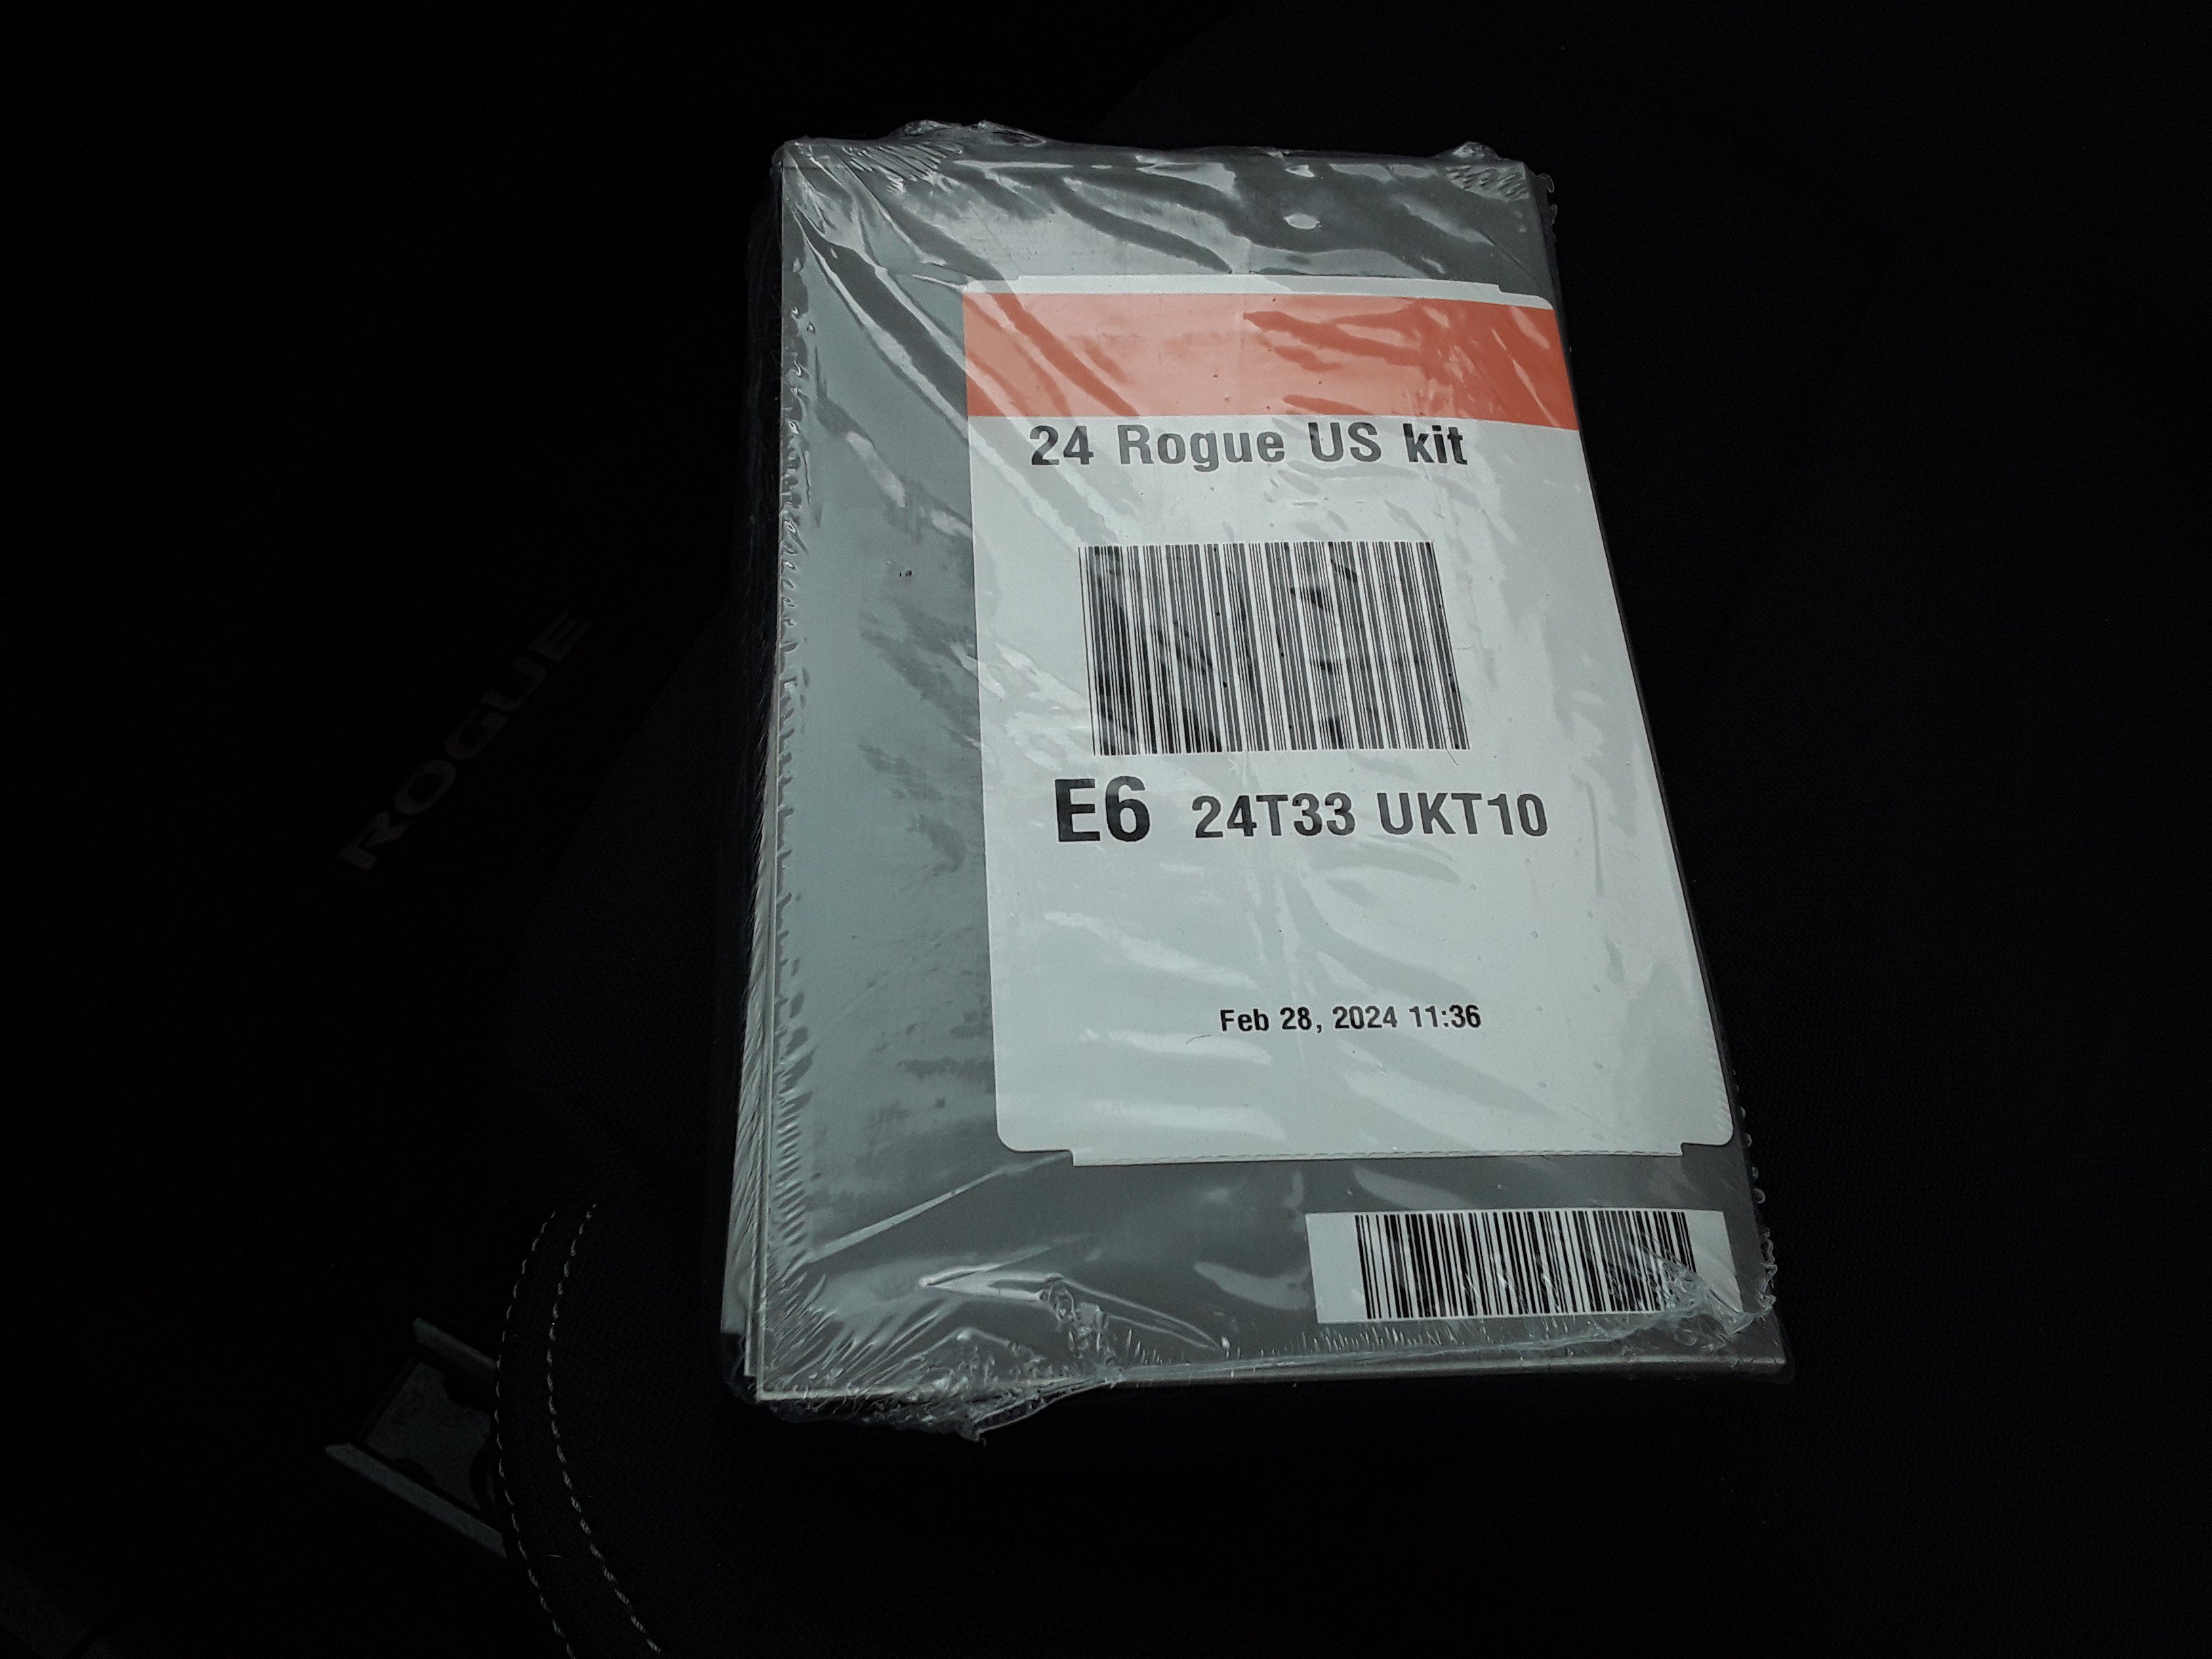 24 Rogue US kit
E6 24T33 UKT10
Feb 28, 2024 11:36
ROGUE